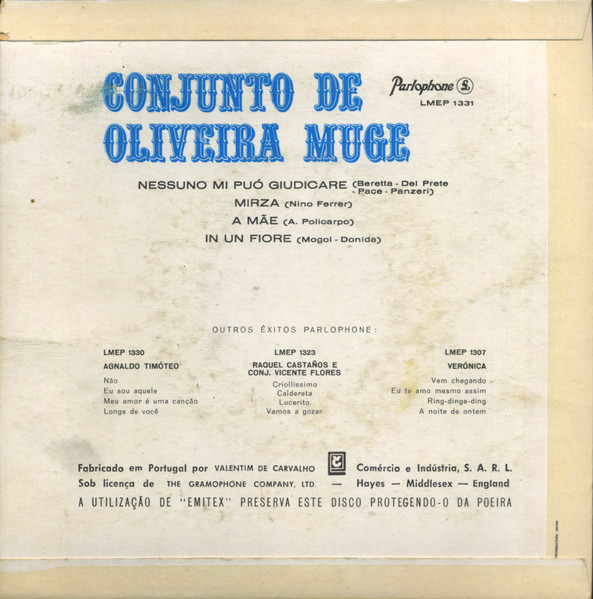 CONJUNTO DE
OLIVEIRA MUGE
Parlophone
LMEP 1331
NESSUNO MI PUÓ GIUDICARE (Beretta - Del Prete
- Pace - Panzeri)
MIRZA (Nino Ferrer)
A MÃE (A. Policarpo)
IN UN FIORE (Mogol - Donida)
OUTROS ÊXITOS PARLOPHONE:
LMEP 1330
AGNALDO TIMÓTEO
Não
Eu sou aquele
Meu amor é uma canção
Longe de você
LMEP 1323
RAQUEL CASTAÑOS E
CONJ. VICENTE FLORES
Criollíssimo
Caldereta
Lucerito
Vamos a gozar
LMEP 1307
VERÓNICA
Vem chegando
Eu te amo mesmo assim
Ring-dinge-ding
A noite de ontem
Fabricado em Portugal por VALENTIM DE CARVALHO Comércio e Indústria, S. A. R. L.
Sob licença de THE GRAMOPHONE COMPANY, LTD. — Hayes — Middlesex — England
A UTILIZAÇÃO DE "EMITEX" PRESERVA ESTE DISCO PROTEGENDO-O DA POEIRA